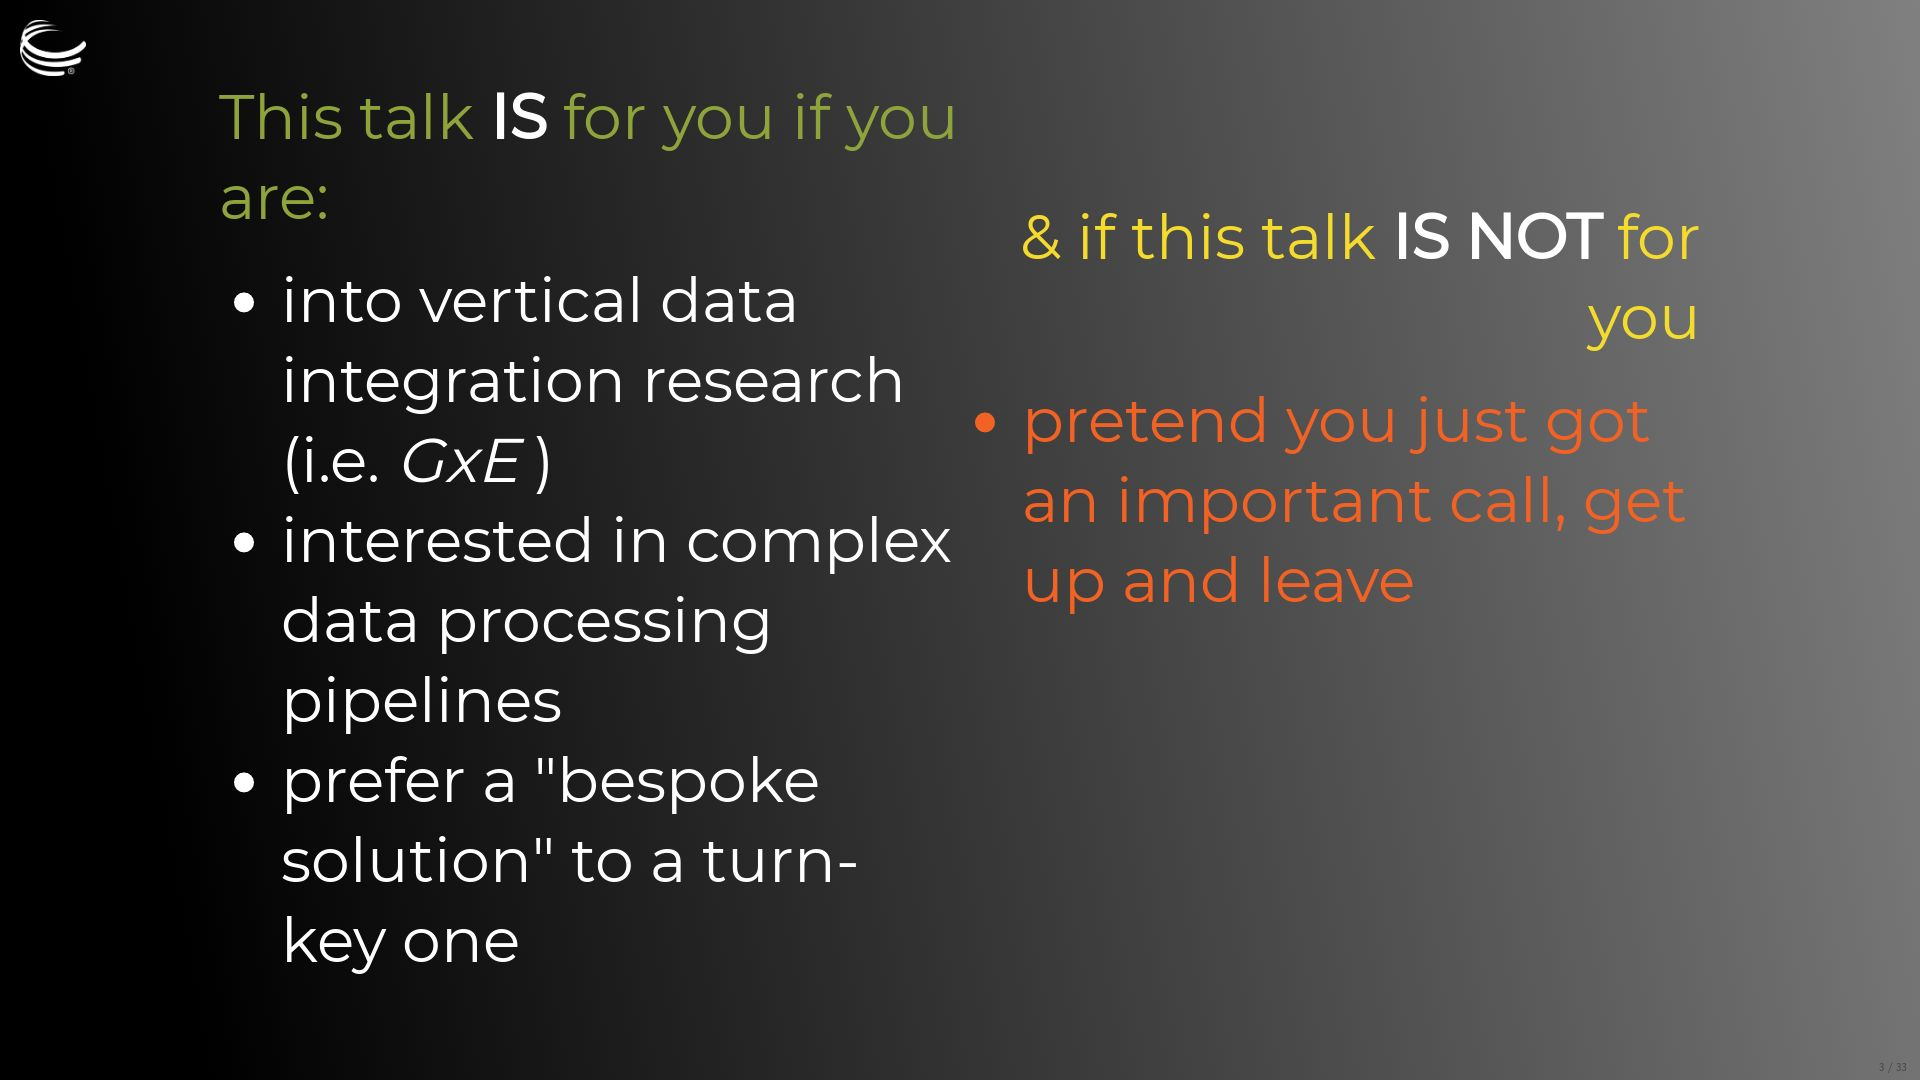 This talk IS for you if you
are:
• into vertical data
integration research
(i.e. GxE )
• interested in complex
data processing
pipelines
• prefer a "bespoke
solution" to a turn-
key one
& if this talk IS NOT for
you
• pretend you just got
an important call, get
up and leave
®
3 / 33